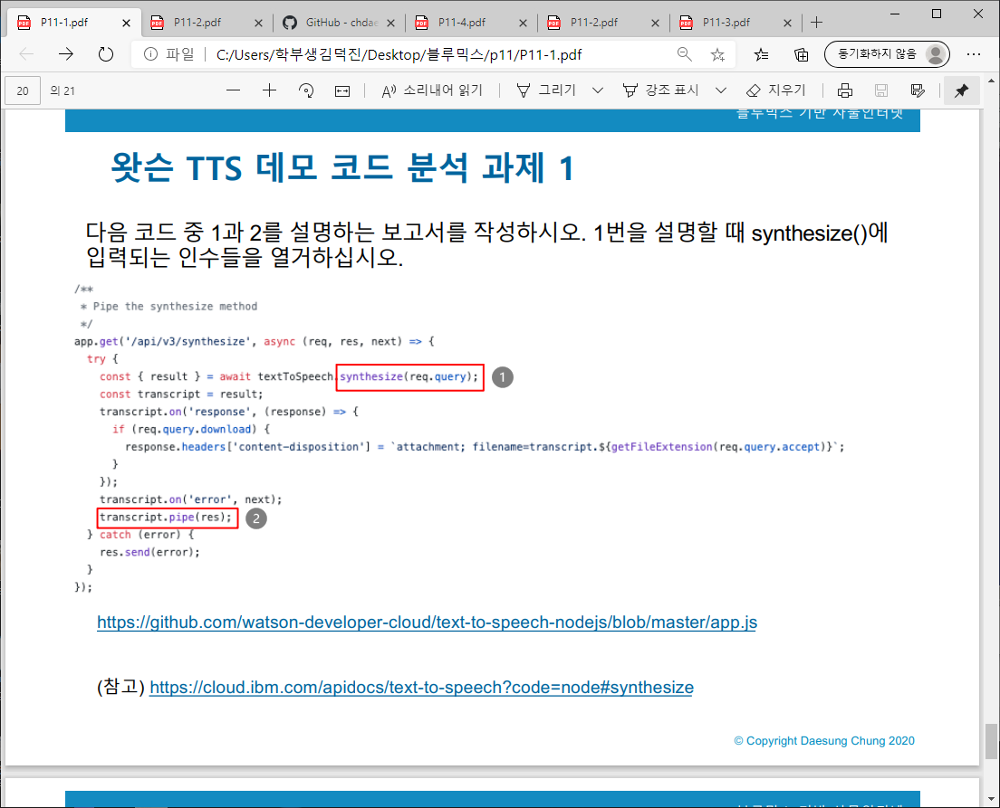 P11-1.pdf
P11-2.pdf
GitHub - chdae
P11-4.pdf
P11-2.pdf
P11-3.pdf
파일
C:/Users/학부생김덕진/Desktop/블루믹스/p11/P11-1.pdf
동기화하지 않음
20 의 21
소리내어 읽기
그리기
강조 표시
지우기
블루믹스 기반 사물인터넷
왓슨 TTS 데모 코드 분석 과제 1
다음 코드 중 1과 2를 설명하는 보고서를 작성하시오. 1번을 설명할 때 synthesize()에
입력되는 인수들을 열거하십시오.
/**
 * Pipe the synthesize method
 */
app.get('/api/v3/synthesize', async (req, res, next) => {
  try {
    const { result } = await textToSpeech.synthesize(req.query); 1
    const transcript = result;
    transcript.on('response', (response) => {
      if (req.query.download) {
        response.headers['content-disposition'] = `attachment; filename=transcript.${getFileExtension(req.query.accept)}`;
      }
    });
    transcript.on('error', next);
    transcript.pipe(res); 2
  } catch (error) {
    res.send(error);
  }
});
https://github.com/watson-developer-cloud/text-to-speech-nodejs/blob/master/app.js
(참고) https://cloud.ibm.com/apidocs/text-to-speech?code=node#synthesize
© Copyright Daesung Chung 2020